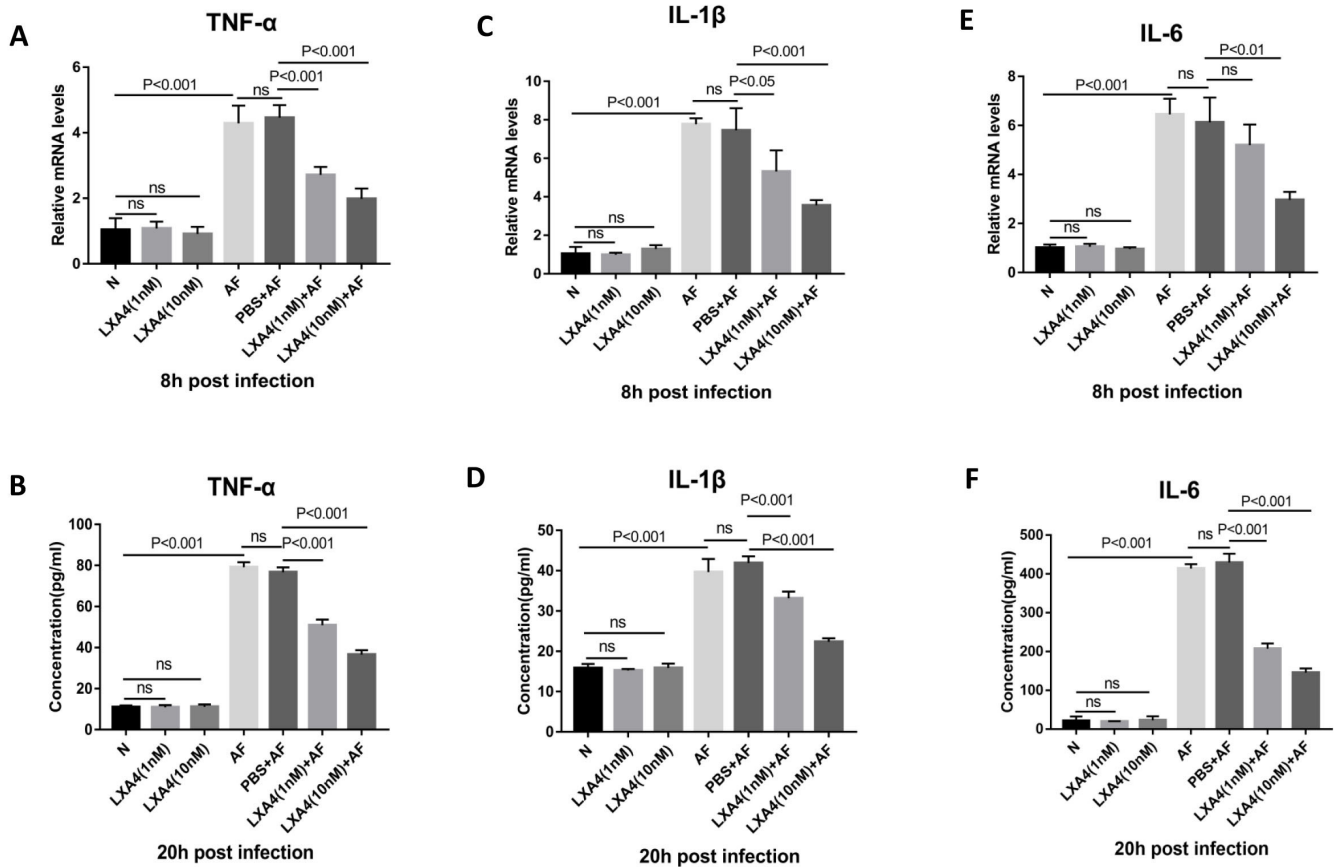 A
TNF-α
Relative mRNA levels
6
4
2
0
P<0.001
ns
P<0.001
P<0.001
ns
ns
N
LXA4(1nM)
LXA4(10nM)
AF
PBS+AF
LXA4(1nM)+AF
LXA4(10nM)+AF
8h post infection
C
IL-1β
Relative mRNA levels
10
8
6
4
2
0
P<0.001
ns
P<0.05
P<0.001
ns
ns
N
LXA4(1nM)
LXA4(10nM)
AF
PBS+AF
LXA4(1nM)+AF
LXA4(10nM)+AF
8h post infection
E
IL-6
Relative mRNA levels
8
6
4
2
0
P<0.001
ns
ns
P<0.01
ns
ns
N
LXA4(1nM)
LXA4(10nM)
AF
PBS+AF
LXA4(1nM)+AF
LXA4(10nM)+AF
8h post infection
B
TNF-α
Concentration(pg/ml)
100
80
60
40
20
0
P<0.001
ns
P<0.001
P<0.001
ns
ns
N
LXA4(1nM)
LXA4(10nM)
AF
PBS+AF
LXA4(1nM)+AF
LXA4(10nM)+AF
20h post infection
D
IL-1β
Concentration(pg/ml)
50
40
30
20
10
0
P<0.001
ns
P<0.001
P<0.001
ns
ns
N
LXA4(1nM)
LXA4(10nM)
AF
PBS+AF
LXA4(1nM)+AF
LXA4(10nM)+AF
20h post infection
F
IL-6
Concentration(pg/ml)
500
400
300
200
100
0
P<0.001
ns
P<0.001
P<0.001
ns
ns
N
LXA4(1nM)
LXA4(10nM)
AF
PBS+AF
LXA4(1nM)+AF
LXA4(10nM)+AF
20h post infection